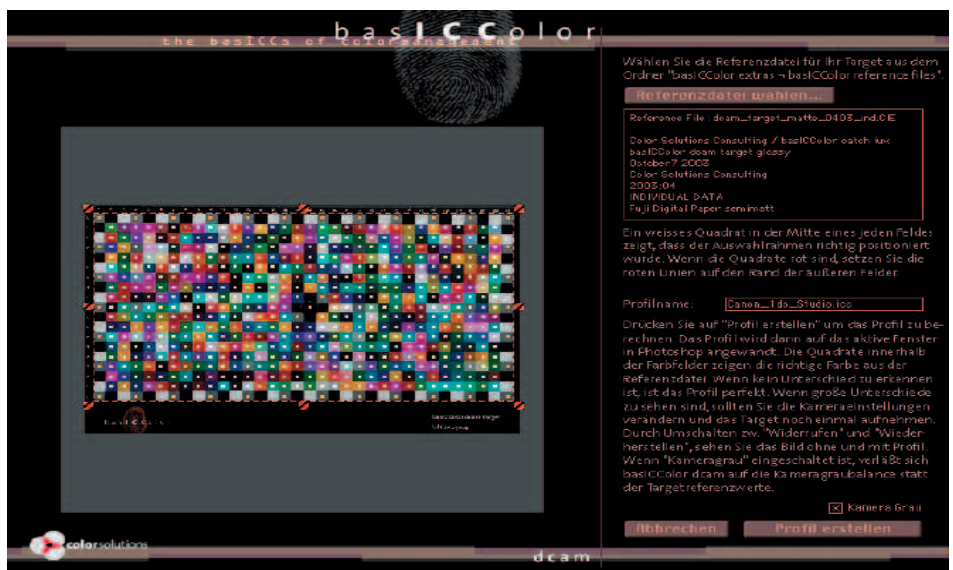 basICColor
the basICCs of colormanagement
Wählen Sie die Referenzdatei für Ihr Target aus dem
Ordner "basICColor extras ¬ basICColor reference files".
Referenzdatei wählen...
Reference File : dcam_target_matte_0403_ind.CIE
Color Solutions Consulting / basICColor catch lux
basICColor dcam target glossy
October 7 2003
Color Solutions Consulting
2003:04
INDIVIDUAL DATA
Fuji Digital Paper semimatt
Ein weisses Quadrat in der Mitte eines jeden Feldes
zeigt, dass der Auswahlrahmen richtig positioniert
wurde. Wenn die Quadrate rot sind, setzen Sie die
roten Linien auf den Rand der äußeren Felder
Profilname:
Canon_1ds_Studio.icc
Drücken Sie auf "Profil erstellen" um das Profil zu be-
rechnen. Das Profil wird dann auf das aktive Fenster
in Photoshop angewandt. Die Quadrate innerhalb
der Farbfelder zeigen die richtige Farbe aus der
Referenzdatei. Wenn kein Unterschied zu erkennen
ist, ist das Profil perfekt. Wenn große Unterschiede
zu sehen sind, sollten Sie die Kameraeinstellungen
verändern und das Target noch einmal aufnehmen.
Durch Umschalten zw. "Widerrufen" und "Wieder-
herstellen", sehen Sie das Bild ohne und mit Profil.
Wenn "Kameragrau" eingeschaltet ist, verläßt sich
basICColor dcam auf die Kameragraubalance statt
der Targetreferenzwerte.
Kamera Grau
Abbrechen
Profil erstellen
basICColor
colorsolutions
dcam